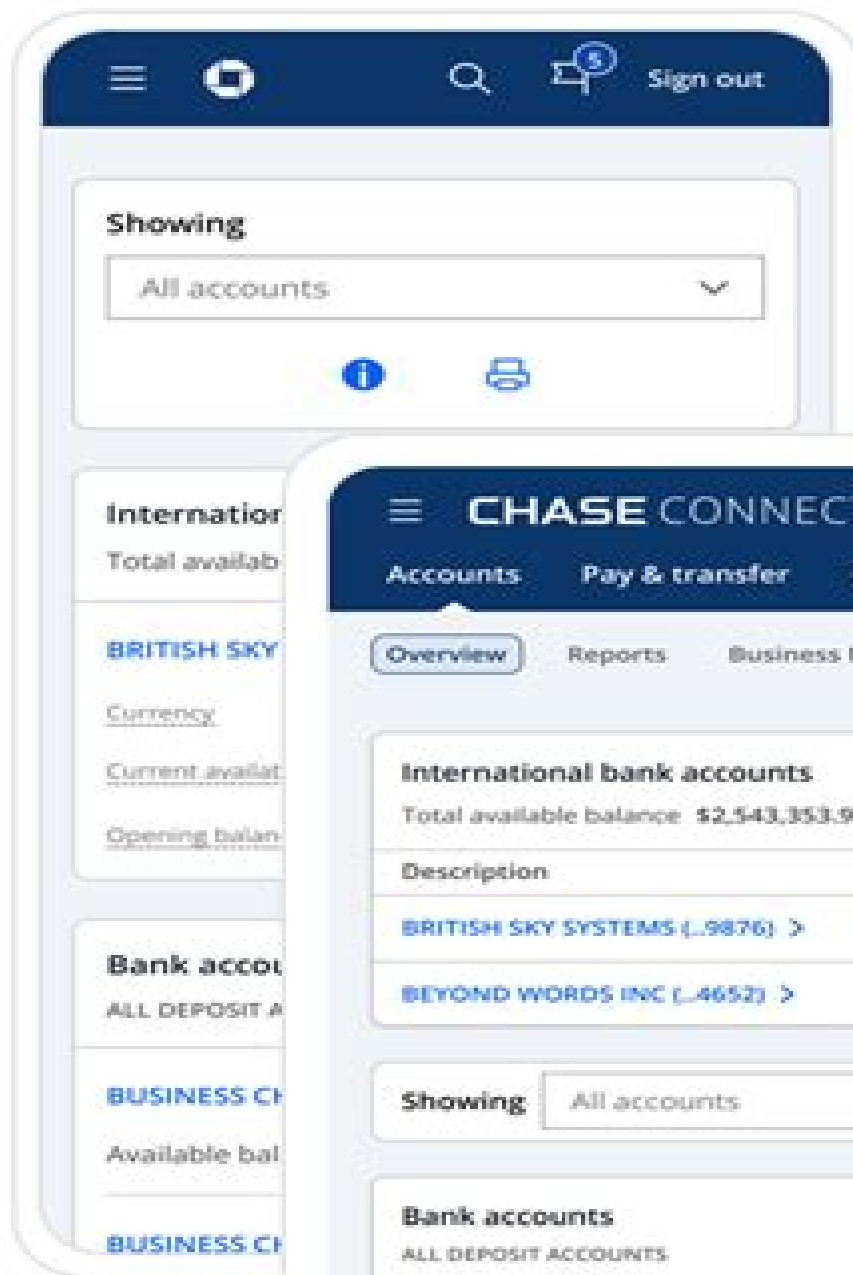 5
Sign out
Showing
All accounts
Internation
Total availab
BRITISH SKY
Currency
Current availab
Opening balan
Bank accou
ALL DEPOSIT A
BUSINESS CH
Available bal
BUSINESS CH
CHASE CONNECT
Accounts Pay & transfer
Overview Reports Business
International bank accounts
Total available balance $2,543,353.9
Description
BRITISH SKY SYSTEMS (..9876) >
BEYOND WORDS INC (..4652) >
Showing All accounts
Bank accounts
ALL DEPOSIT ACCOUNTS